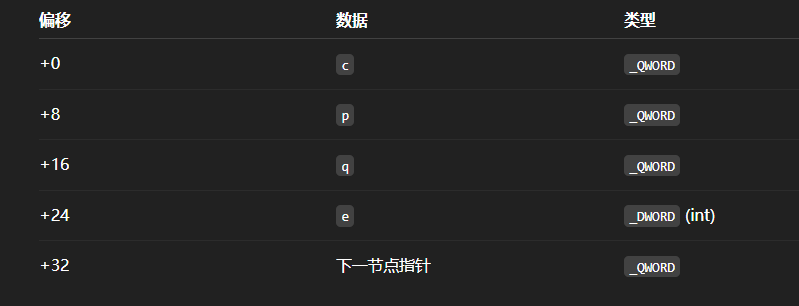 偏移 数据 类型
+0 c _QWORD
+8 p _QWORD
+16 q _QWORD
+24 e _DWORD (int)
+32 下一节点指针 _QWORD